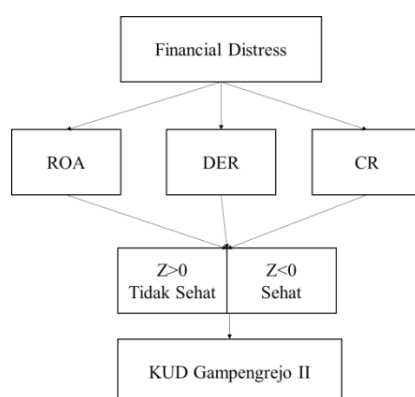 Financial Distress
ROA
DER
CR
Z>0
Tidak Sehat
Z<0
Sehat
KUD Gampengrejo II